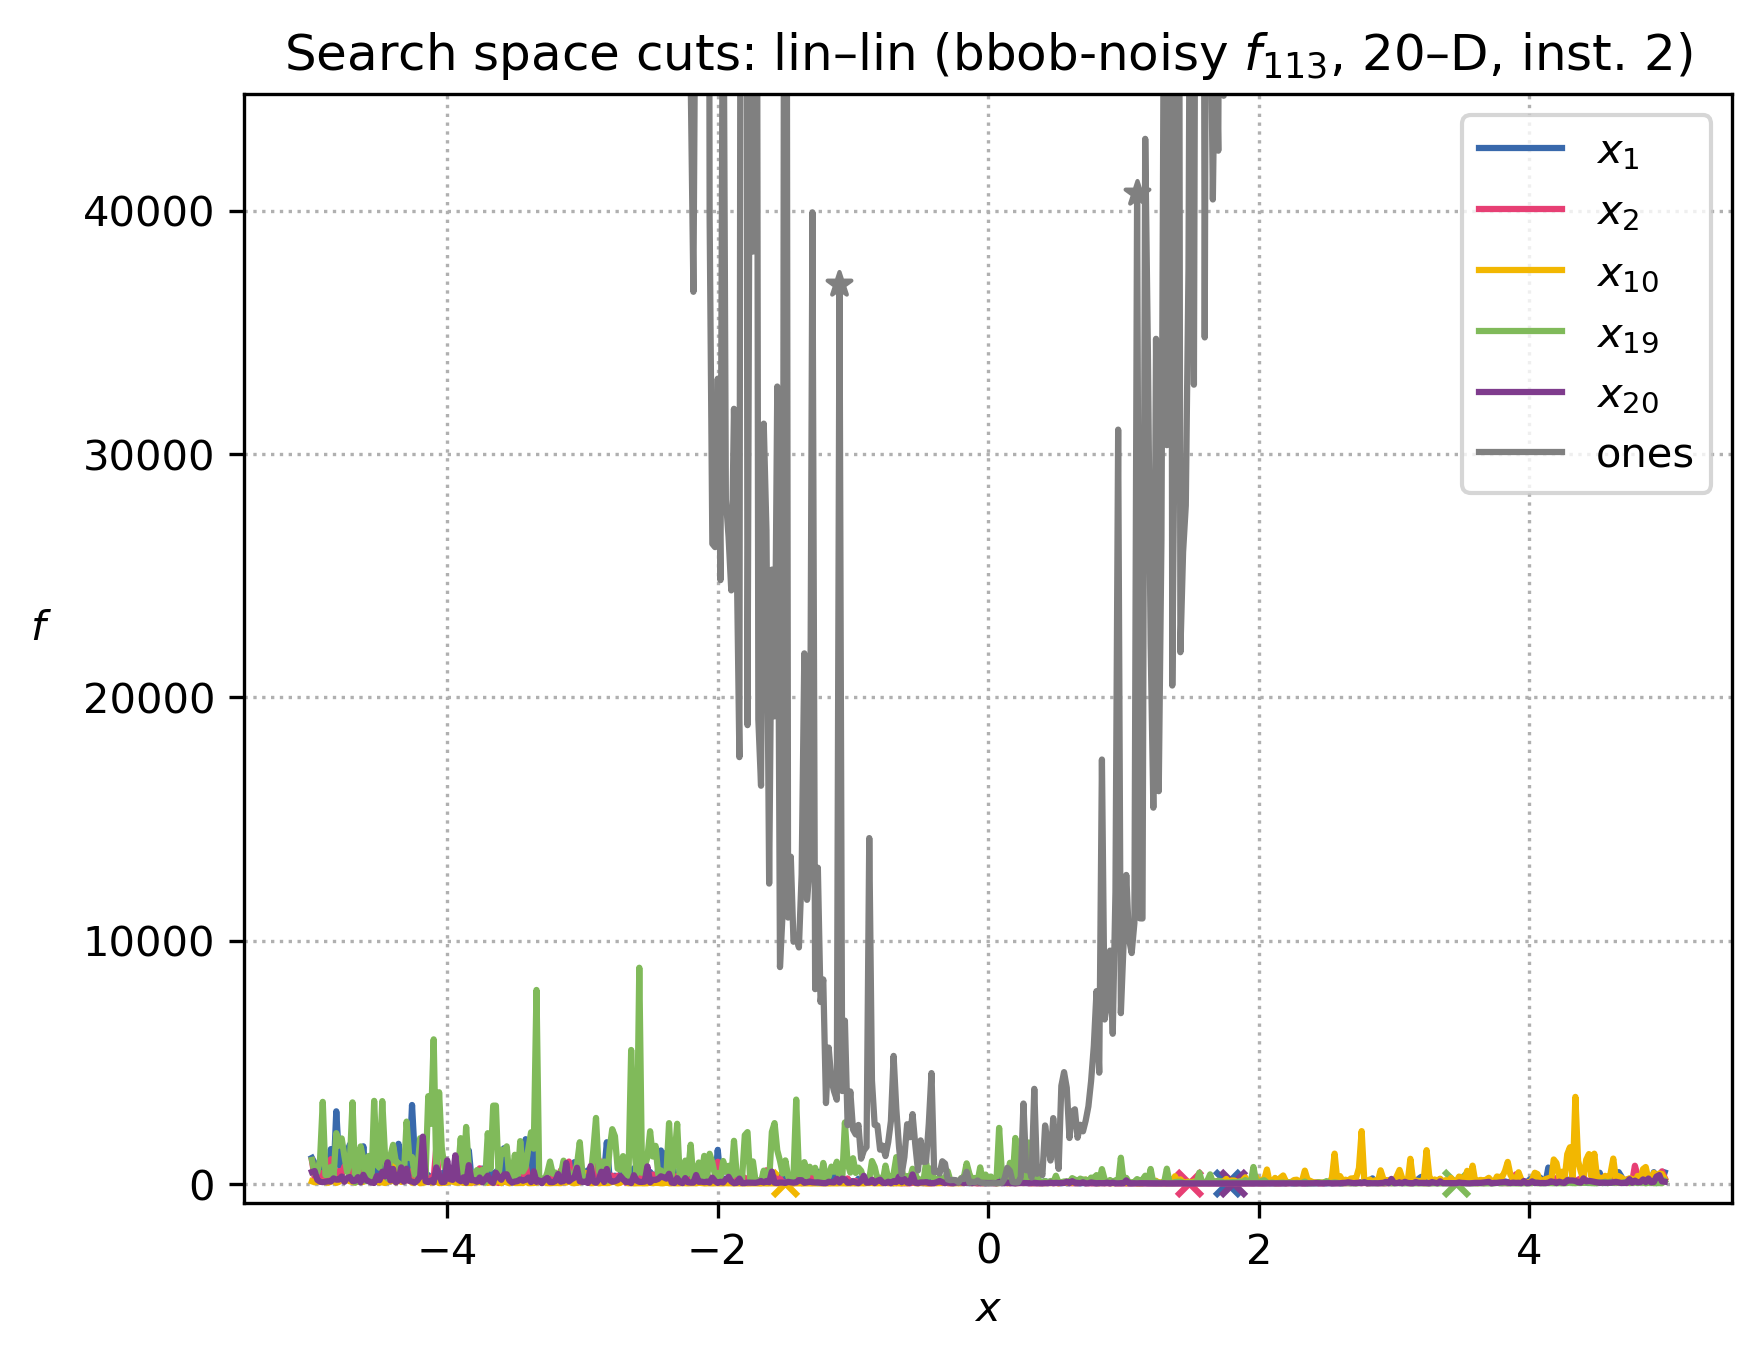 Search space cuts: lin–lin (bbob-noisy f₁₁₃, 20–D, inst. 2)
x₁
x₂
x₁₀
x₁₉
x₂₀
ones
40000
30000
20000
10000
0
f
−4
−2
0
2
4
x